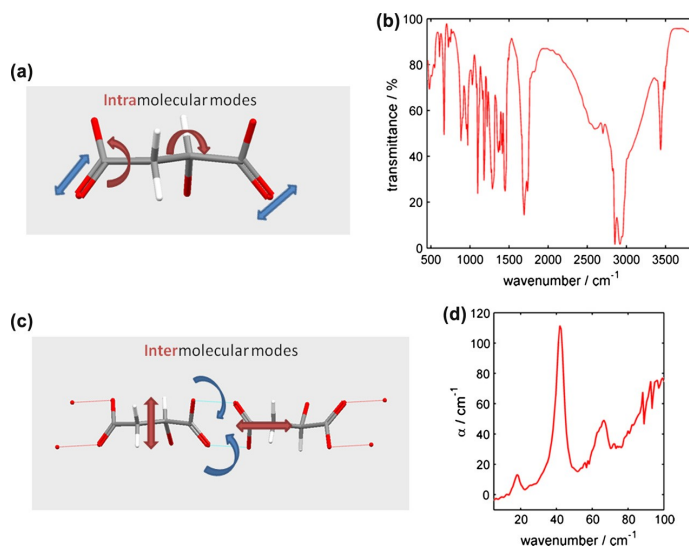 (a)
Intramolecular modes
(b)
100
80
60
40
20
0
transmittance / %
500 1000 1500 2000 2500 3000 3500
wavenumber / cm-1
(c)
Intermolecular modes
(d)
120
100
80
60
40
20
0
α / cm-1
20 40 60 80 100
wavenumber / cm-1